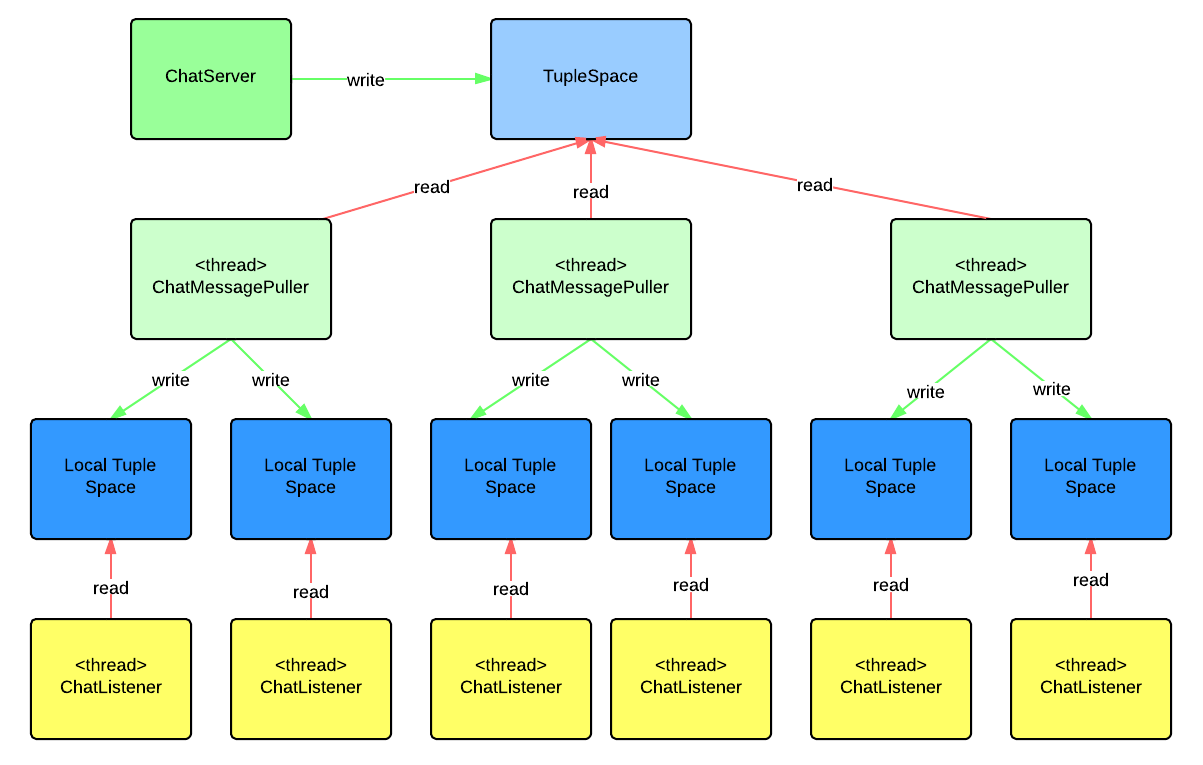 ChatServer
write
TupleSpace
read
read
read
<thread>
ChatMessagePuller
<thread>
ChatMessagePuller
<thread>
ChatMessagePuller
write
write
write
write
write
write
Local Tuple
Space
Local Tuple
Space
Local Tuple
Space
Local Tuple
Space
Local Tuple
Space
Local Tuple
Space
read
read
read
read
read
read
<thread>
ChatListener
<thread>
ChatListener
<thread>
ChatListener
<thread>
ChatListener
<thread>
ChatListener
<thread>
ChatListener